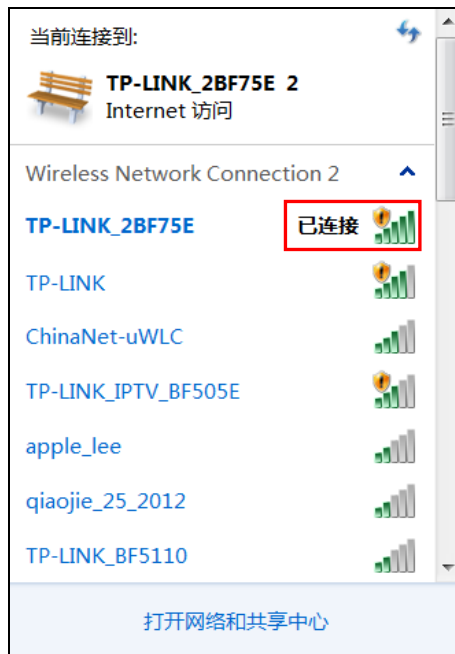 当前连接到:
TP-LINK_2BF75E 2
Internet 访问
Wireless Network Connection 2
TP-LINK_2BF75E 已连接
TP-LINK
ChinaNet-uWLC
TP-LINK_IPTV_BF505E
apple_lee
qiaojie_25_2012
TP-LINK_BF5110
打开网络和共享中心